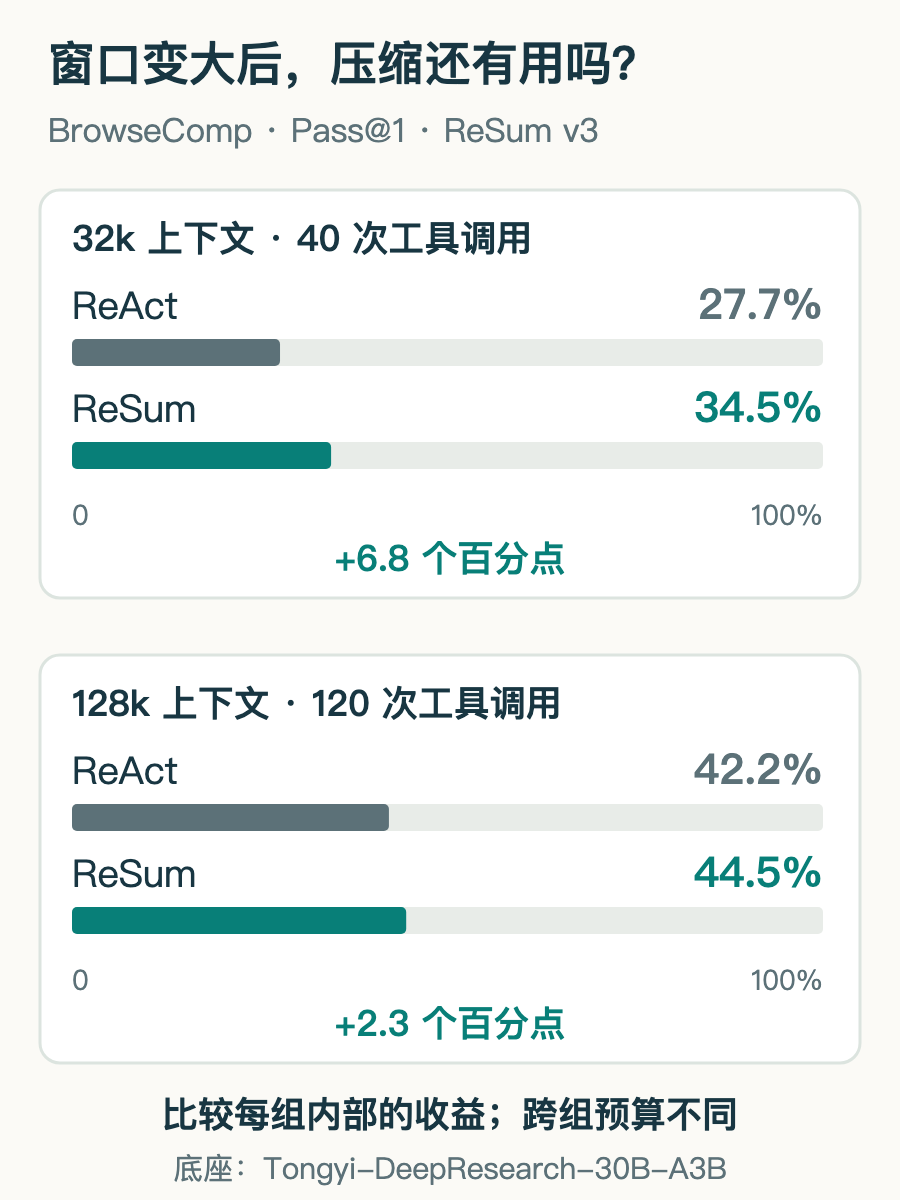 窗口变大后，压缩还有用吗？
BrowseComp · Pass@1 · ReSum v3
32k 上下文 · 40 次工具调用
ReAct 27.7%
ReSum 34.5%
0 100%
+6.8 个百分点
128k 上下文 · 120 次工具调用
ReAct 42.2%
ReSum 44.5%
0 100%
+2.3 个百分点
比较每组内部的收益；跨组预算不同
底座：Tongyi-DeepResearch-30B-A3B